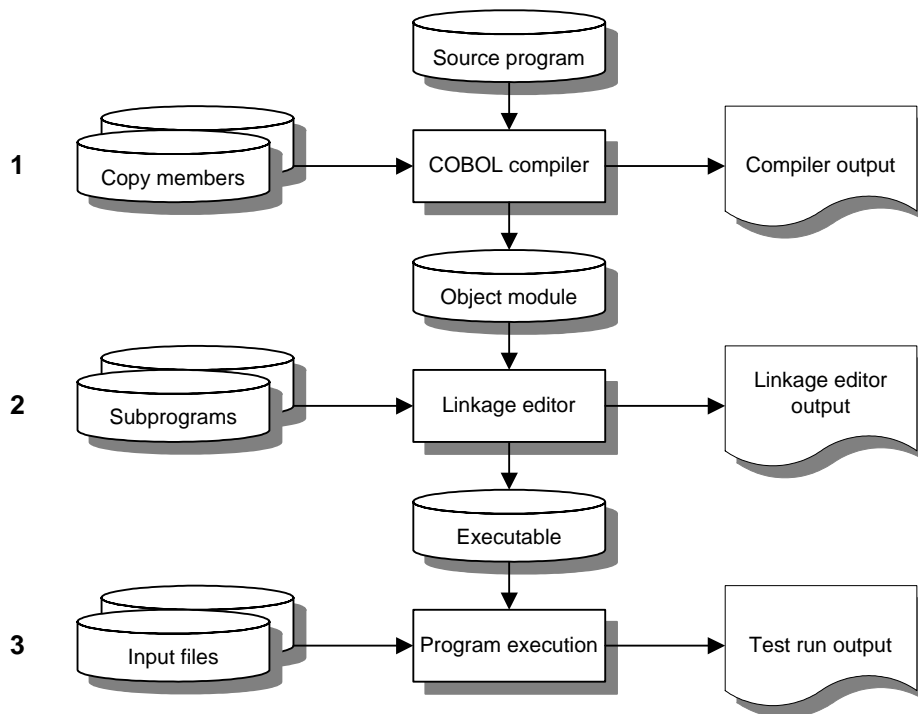 Source program
1
Copy members
COBOL compiler
Compiler output
Object module
2
Subprograms
Linkage editor
Linkage editor
output
Executable
3
Input files
Program execution
Test run output